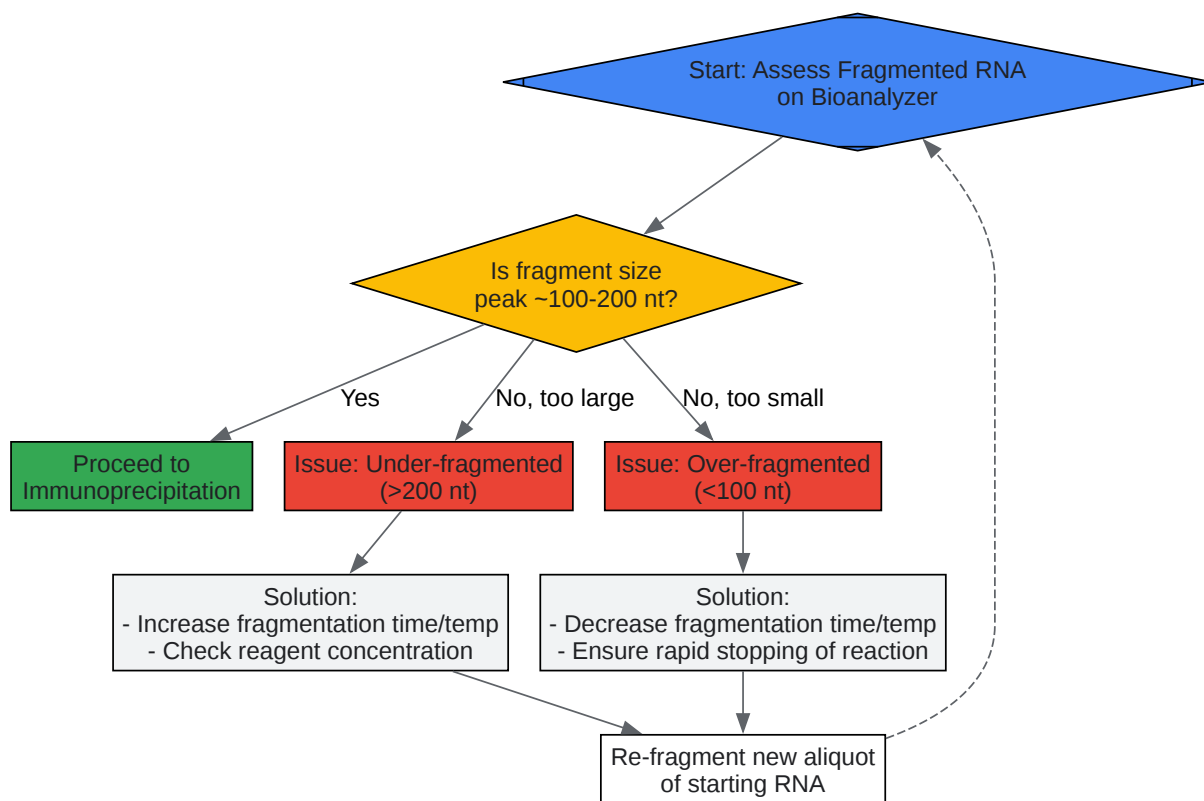 Start: Assess Fragmented RNA
on Bioanalyzer
Is fragment size
peak ~100-200 nt?
Yes
No, too large
No, too small
Proceed to
Immunoprecipitation
Issue: Under-fragmented
(>200 nt)
Issue: Over-fragmented
(<100 nt)
Solution:
- Increase fragmentation time/temp
- Check reagent concentration
Solution:
- Decrease fragmentation time/temp
- Ensure rapid stopping of reaction
Re-fragment new aliquot
of starting RNA